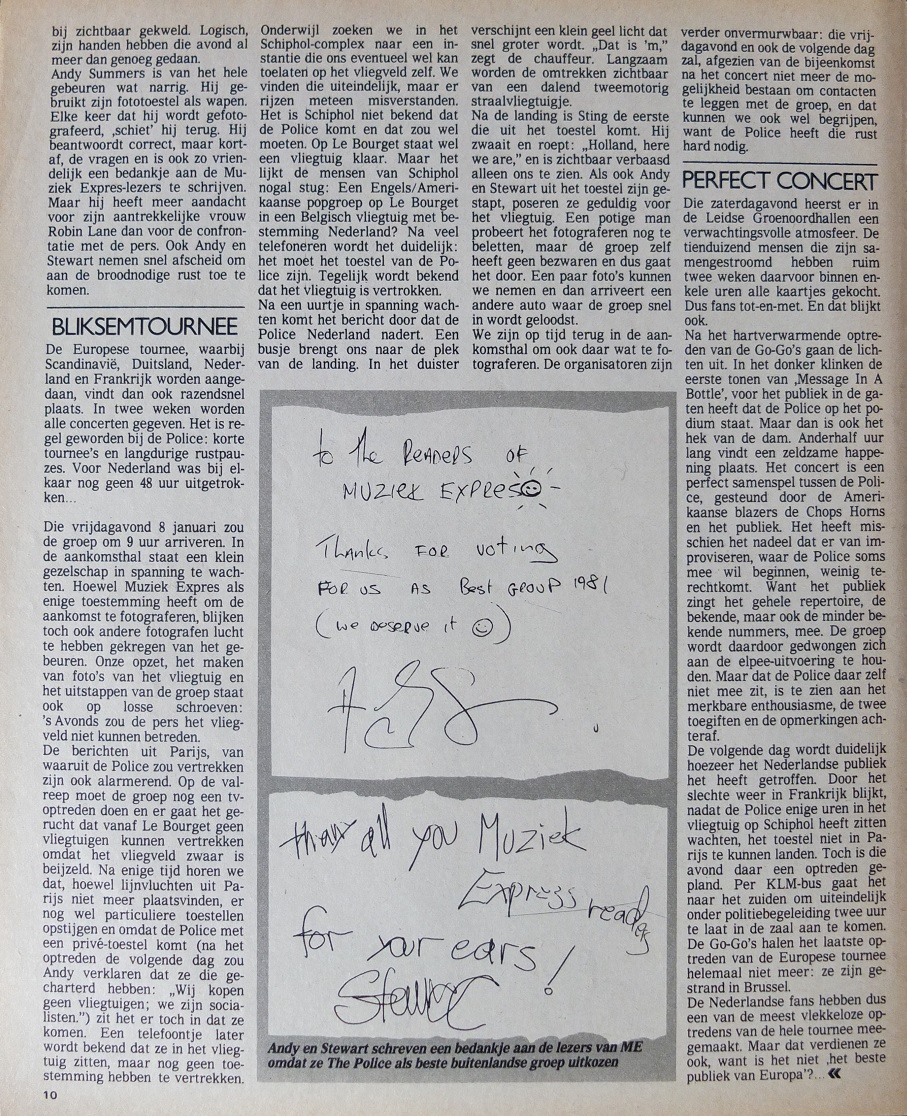 bij zichtbaar gekweld. Logisch,
zijn handen hebben die avond al
meer dan genoeg gedaan.
Andy Summers is van het hele
gebeuren wat narrig. Hij ge-
bruikt zijn fototoestel als wapen.
Elke keer dat hij wordt gefoto-
grafeerd, ‚schiet’ hij terug. Hij
beantwoordt correct, maar kort-
af, de vragen en is ook zo vrien-
delijk een bedankje aan de Mu-
ziek Expres-lezers te schrijven.
Maar hij heeft meer aandacht
voor zijn aantrekkelijke vrouw
Robin Lane dan voor de confron-
tatie met de pers. Ook Andy en
Stewart nemen snel afscheid om
aan de broodnodige rust toe te
komen.
BLIKSEMTOURNEE
De Europese tournee, waarbij
Scandinavië, Duitsland, Neder-
land en Frankrijk worden aange-
daan, vindt dan ook razendsnel
plaats. In twee weken worden
alle concerten gegeven. Het is re-
gel geworden bij de Police: korte
tournee's en langdurige rustpau-
zes. Voor Nederland was bij el-
kaar nog geen 48 uur uitgetrok-
ken...
Die vrijdagavond 8 januari zou
de groep om 9 uur arriveren. In
de aankomsthal staat een klein
gezelschap in spanning te wach-
ten. Hoewel Muziek Expres als
enige toestemming heeft om de
aankomst te fotograferen, blijken
toch ook andere fotografen lucht
te hebben gekregen van het ge-
beuren. Onze opzet, het maken
van foto's van het vliegtuig en
het uitstappen van de groep staat
ook op losse schroeven:
's Avonds zou de pers het vlieg-
veld niet kunnen betreden.
De berichten uit Parijs, van
waaruit de Police zou vertrekken
zijn ook alarmerend. Op de val-
reep moet de groep nog een tv-
optreden doen en er gaat het ge-
rucht dat vanaf Le Bourget geen
vliegtuigen kunnen vertrekken
omdat het vliegveld zwaar is
beijzeld. Na enige tijd horen we
dat, hoewel lijnvluchten uit Pa-
rijs niet meer plaatsvinden, er
nog wel particuliere toestellen
opstijgen en omdat de Police met
een privé-toestel komt (na het
optreden de volgende dag zou
Andy verklaren dat ze die ge-
charterd hebben: „Wij kopen
geen vliegtuigen; we zijn socia-
listen.”) zit het er toch in dat ze
komen. Een telefoontje later
wordt bekend dat ze in het vlieg-
tuig zitten, maar nog geen toe-
stemming hebben te vertrekken.
10
Onderwijl zoeken we in het
Schiphol-complex naar een in-
stantie die ons eventueel wel kan
toelaten op het vliegveld zelf. We
vinden die uiteindelijk, maar er
rijzen meteen misverstanden.
Het is Schiphol niet bekend dat
de Police komt en dat zou wel
moeten. Op Le Bourget staat wel
een vliegtuig klaar. Maar het
lijkt de mensen van Schiphol
nogal stug: Een Engels/Ameri-
kaanse popgroep op Le Bourget
in een Belgisch vliegtuig met be-
stemming Nederland? Na veel
telefoneren wordt het duidelijk:
het moet het toestel van de Po-
lice zijn. Tegelijk wordt bekend
dat het vliegtuig is vertrokken.
Na een uurtje in spanning wach-
ten komt het bericht door dat de
Police Nederland nadert. Een
busje brengt ons naar de plek
van de landing. In het duister
verschijnt een klein geel licht dat
snel groter wordt. „Dat is 'm,”
zegt de chauffeur. Langzaam
worden de omtrekken zichtbaar
van een dalend tweemotorig
straalvliegtuigje.
Na de landing is Sting de eerste
die uit het toestel komt. Hij
zwaait en roept: „Holland, here
we are,” en is zichtbaar verbaasd
alleen ons te zien. Als ook Andy
en Stewart uit het toestel zijn ge-
stapt, poseren ze geduldig voor
het vliegtuig. Een potige man
probeert het fotograferen nog te
beletten, maar dé groep zelf
heeft geen bezwaren en dus gaat
het door. Een paar foto's kunnen
we nemen en dan arriveert een
andere auto waar de groep snel
in wordt geloodst.
We zijn op tijd terug in de aan-
komsthal om ook daar wat te fo-
tograferen. De organisatoren zijn
to the READERS OF
MUZIEK EXPRES
Thanks FOR voting
FOR US AS Best GROUP 1981
(we deserve it ☺)
thanx all you Muziek
Express readers
for your ears!
Stewart
Andy en Stewart schreven een bedankje aan de lezers van ME
omdat ze The Police als beste buitenlandse groep uitkozen
verder onvermurwbaar: die vrij-
dagavond en ook de volgende dag
zal, afgezien van de bijeenkomst
na het concert niet meer de mo-
gelijkheid bestaan om contacten
te leggen met de groep, en dat
kunnen we ook wel begrijpen,
want de Police heeft die rust
hard nodig.
PERFECT CONCERT
Die zaterdagavond heerst er in
de Leidse Groenoordhallen een
verwachtingsvolle atmosfeer. De
tienduizend mensen die zijn sa-
mengestroomd hebben ruim
twee weken daarvoor binnen en-
kele uren alle kaartjes gekocht.
Dus fans tot-en-met. En dat blijkt
ook.
Na het hartverwarmende optre-
den van de Go-Go's gaan de lich-
ten uit. In het donker klinken de
eerste tonen van ‚Message In A
Bottle’, voor het publiek in de ga-
ten heeft dat de Police op het po-
dium staat. Maar dan is ook het
hek van de dam. Anderhalf uur
lang vindt een zeldzame happe-
ning plaats. Het concert is een
perfect samenspel tussen de Poli-
ce, gesteund door de Ameri-
kaanse blazers de Chops Horns
en het publiek. Het heeft mis-
schien het nadeel dat er van im-
proviseren, waar de Police soms
mee wil beginnen, weinig te-
rechtkomt. Want het publiek
zingt het gehele repertoire, de
bekende, maar ook de minder be-
kende nummers, mee. De groep
wordt daardoor gedwongen zich
aan de elpee-uitvoering te hou-
den. Maar dat de Police daar zelf
niet mee zit, is te zien aan het
merkbare enthousiasme, de twee
toegiften en de opmerkingen ach-
teraf.
De volgende dag wordt duidelijk
hoezeer het Nederlandse publiek
het heeft getroffen. Door het
slechte weer in Frankrijk blijkt,
nadat de Police enige uren in het
vliegtuig op Schiphol heeft zitten
wachten, het toestel niet in Pa-
rijs te kunnen landen. Toch is die
avond daar een optreden ge-
pland. Per KLM-bus gaat het
naar het zuiden om uiteindelijk
onder politiebegeleiding twee uur
te laat in de zaal aan te komen.
De Go-Go's halen het laatste op-
treden van de Europese tournee
helemaal niet meer: ze zijn ge-
strand in Brussel.
De Nederlandse fans hebben dus
een van de meest vlekkeloze op-
tredens van de hele tournee mee-
gemaakt. Maar dat verdienen ze
ook, want is het niet ‚het beste
publiek van Europa’?... «